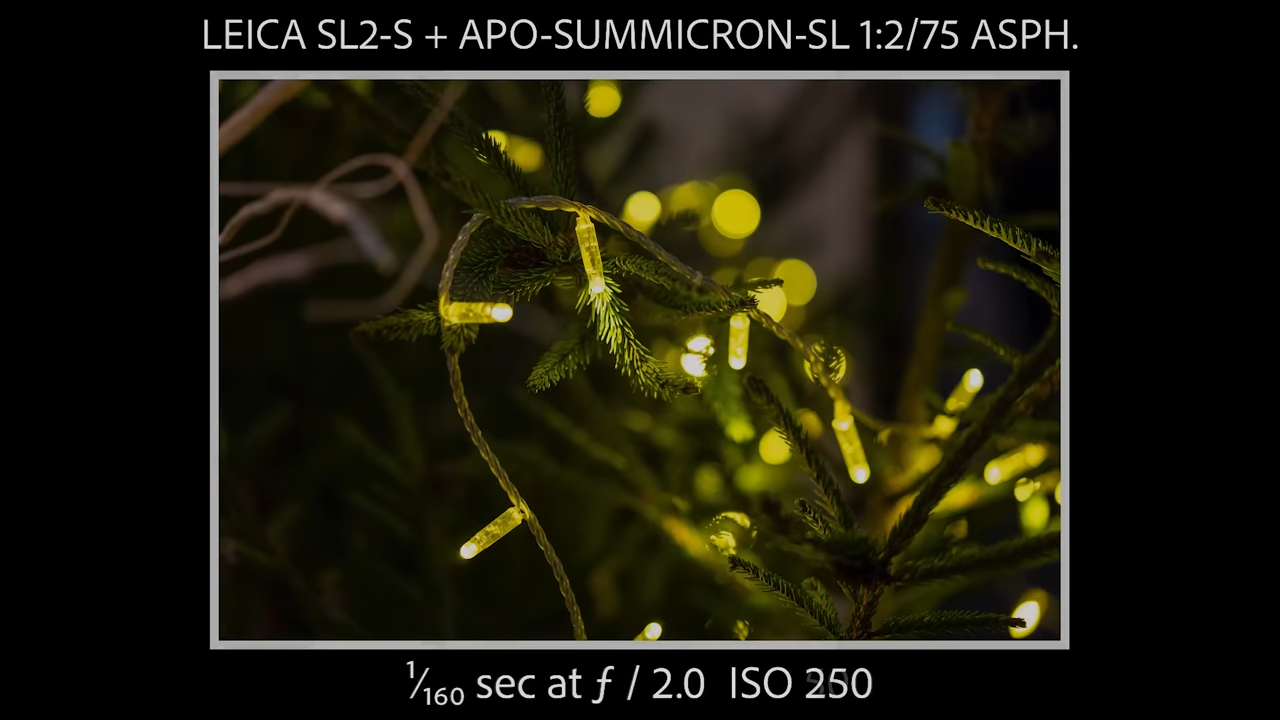 LEICA SL2-S + APO-SUMMICRON-SL 1:2/75 ASPH.
1/160 sec at ƒ / 2.0 ISO 250